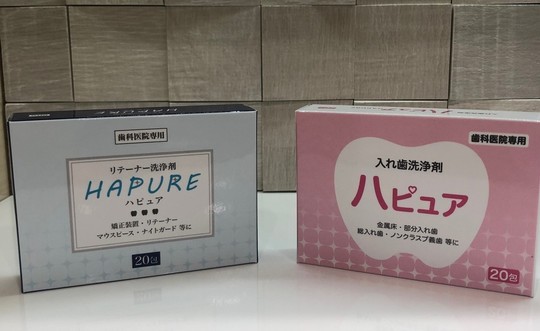 HAPURE
歯科医院専用
リテーナー洗浄剤
HAPURE
ハピュア
矯正装置・リテーナー
マウスピース・ナイトガード 等に
20包
歯科医院専用
入れ歯洗浄剤
ハピュア
金属床・部分入れ歯
総入れ歯・ノンクラスプ義歯 等に
20包